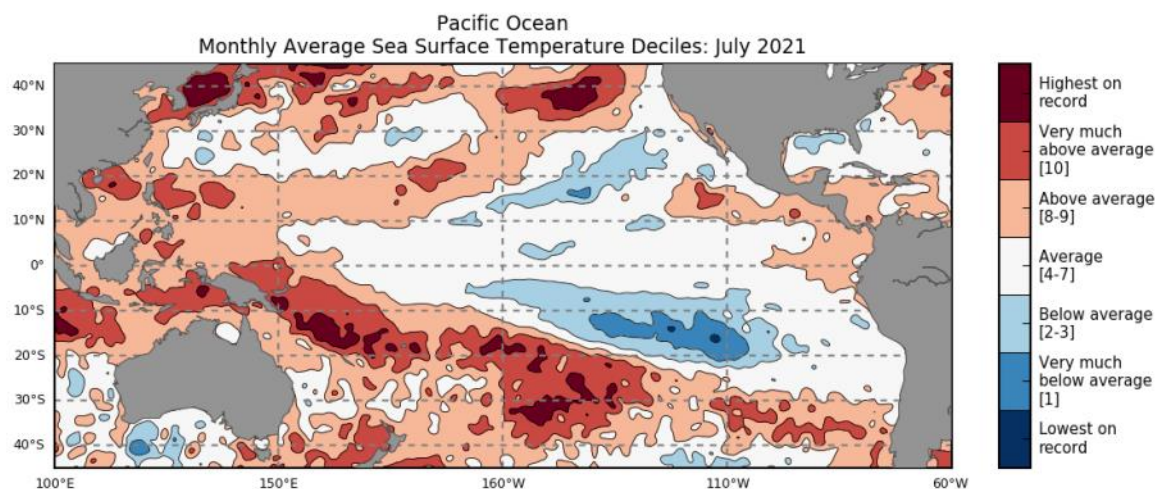 Pacific Ocean
Monthly Average Sea Surface Temperature Deciles: July 2021
40°N
30°N
20°N
10°N
0°
10°S
20°S
30°S
40°S
100°E
150°E
160°W
110°W
60°W
Highest on
record
Very much
above average
[10]
Above average
[8-9]
Average
[4-7]
Below average
[2-3]
Very much
below average
[1]
Lowest on
record